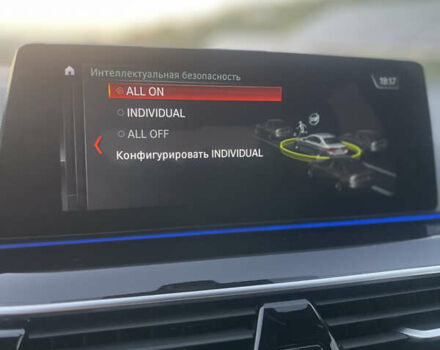 Интеллектуальная безопасность
19:17
ALL ON
INDIVIDUAL
ALL OFF
Конфигурировать INDIVIDUAL